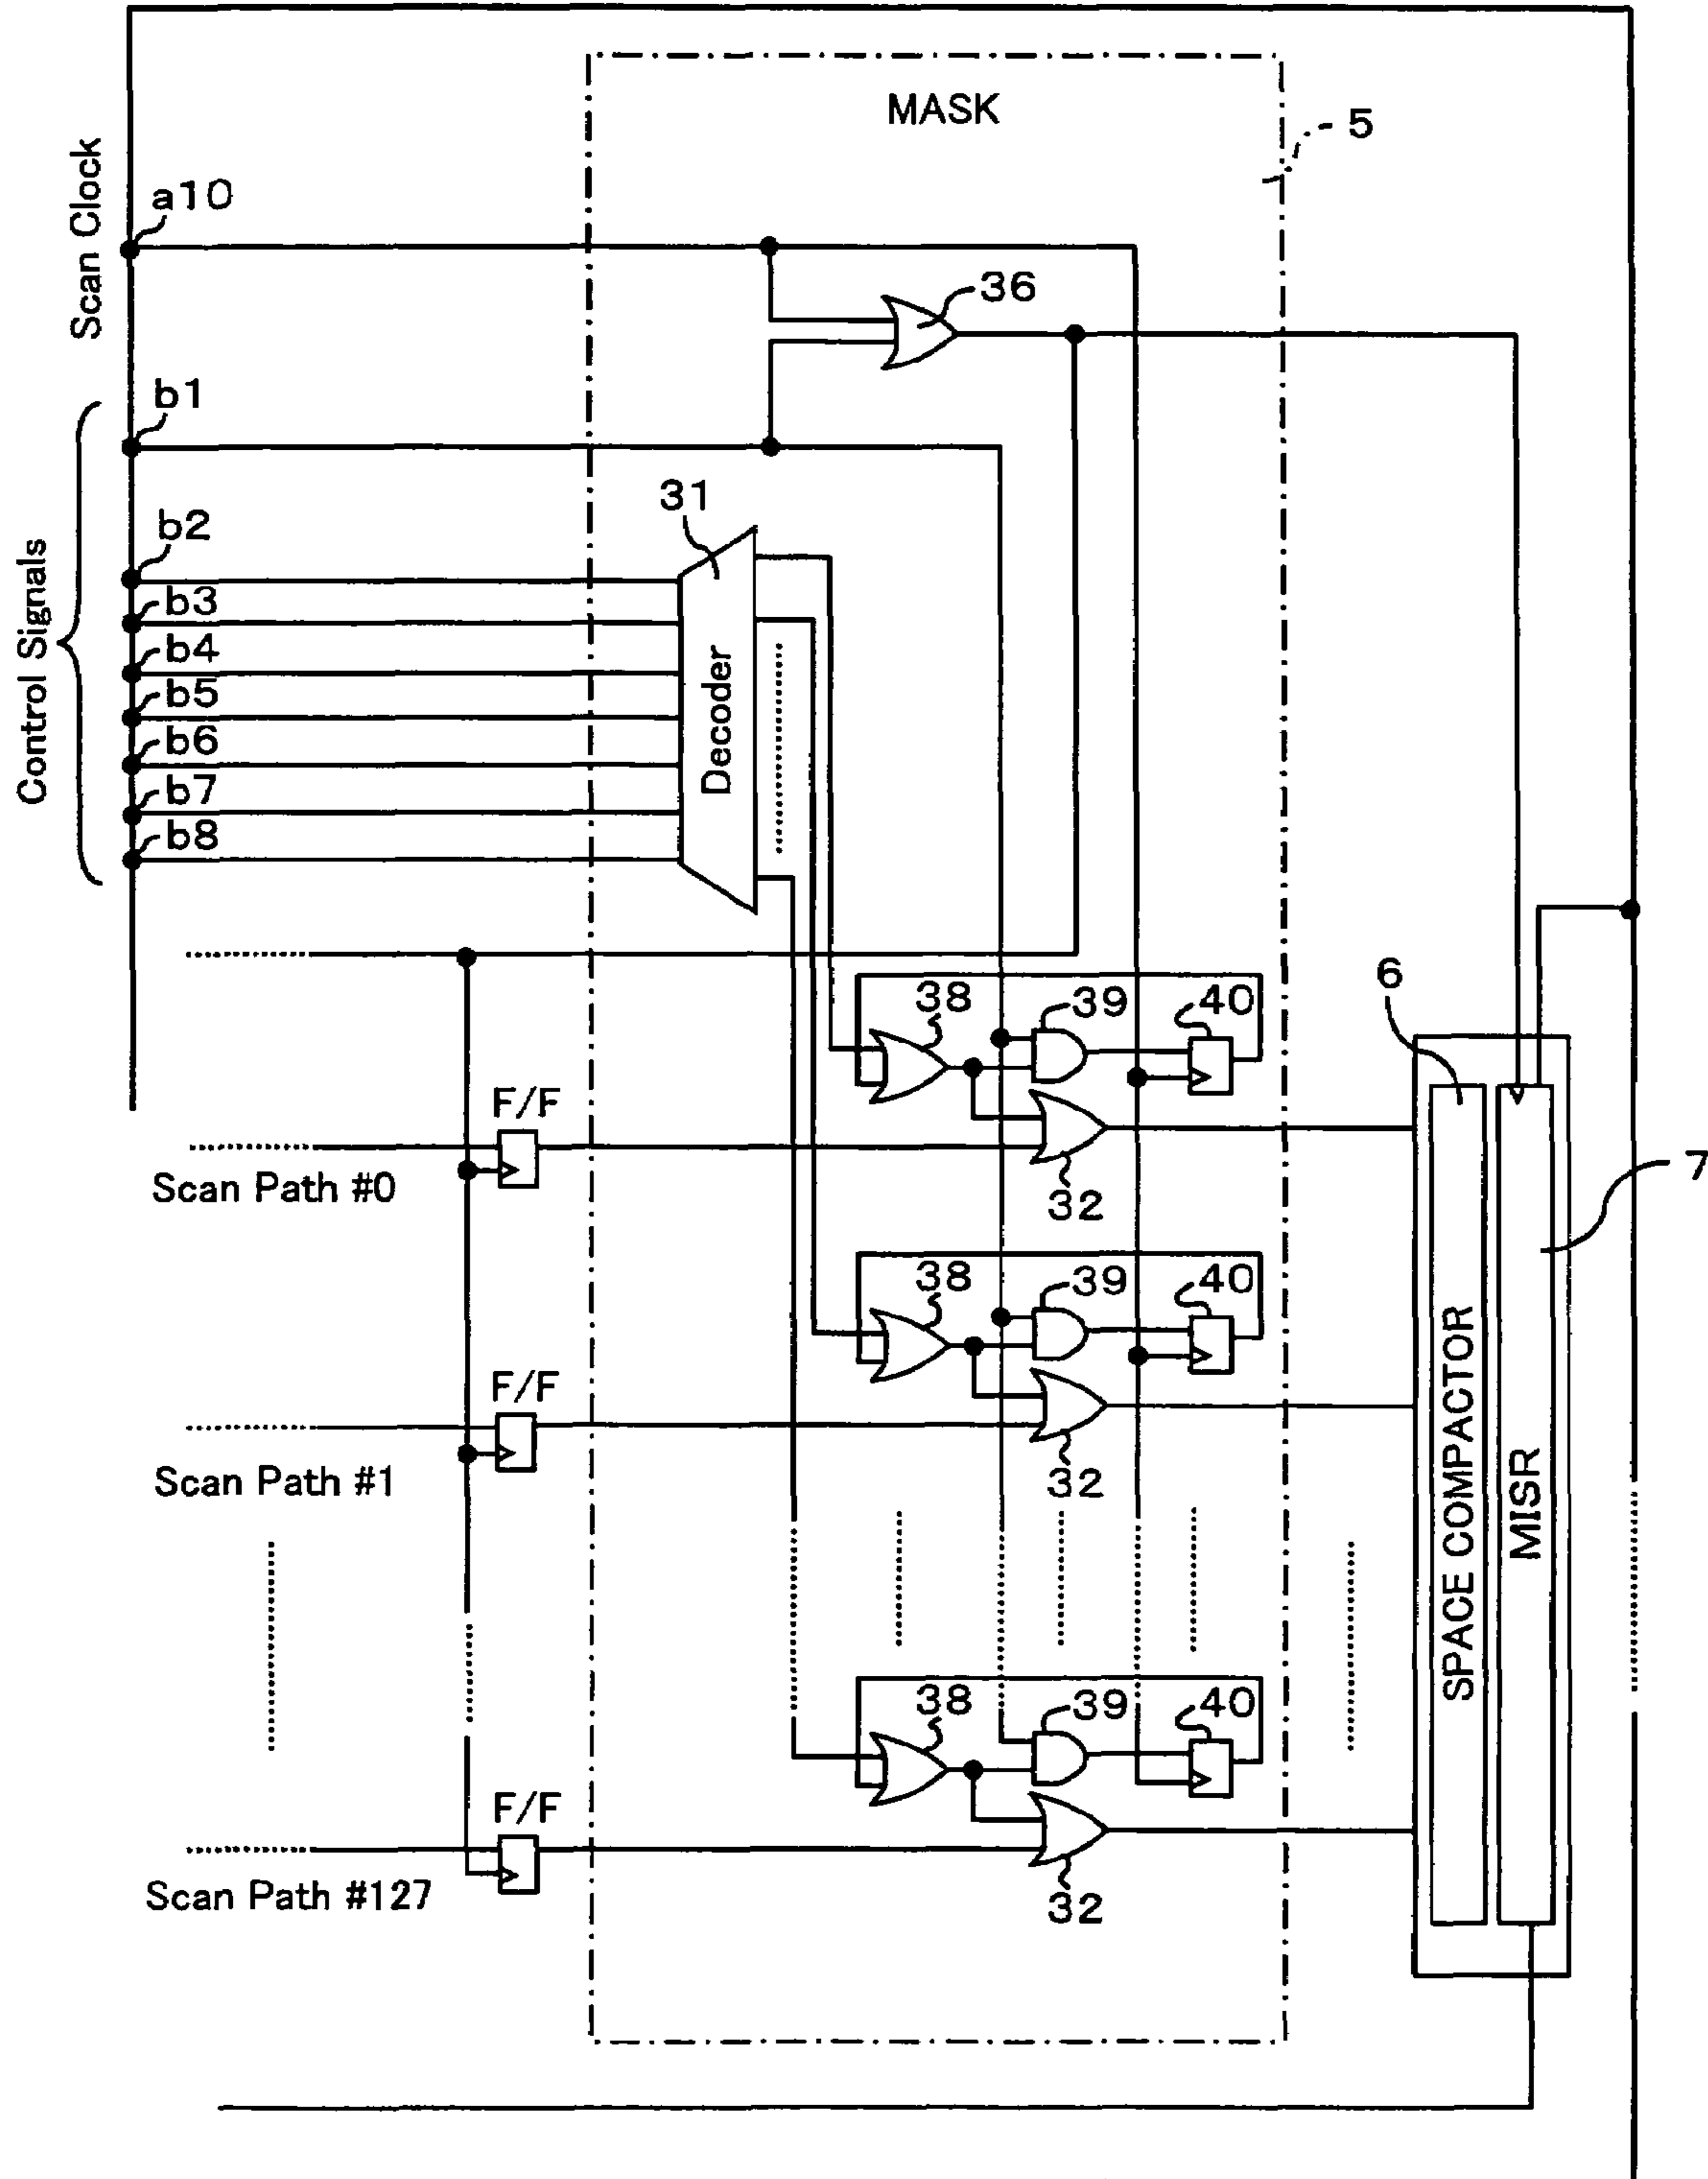 MASK
5
Scan Clock
a10
36
b1
Control Signals
31
b2
b3
b4
b5
b6
b7
b8
Decoder
6
38
39
40
F/F
Scan Path #0
32
7
38
39
40
F/F
Scan Path #1
32
SPACE COMPACTOR
MISR
38
39
40
F/F
Scan Path #127
32